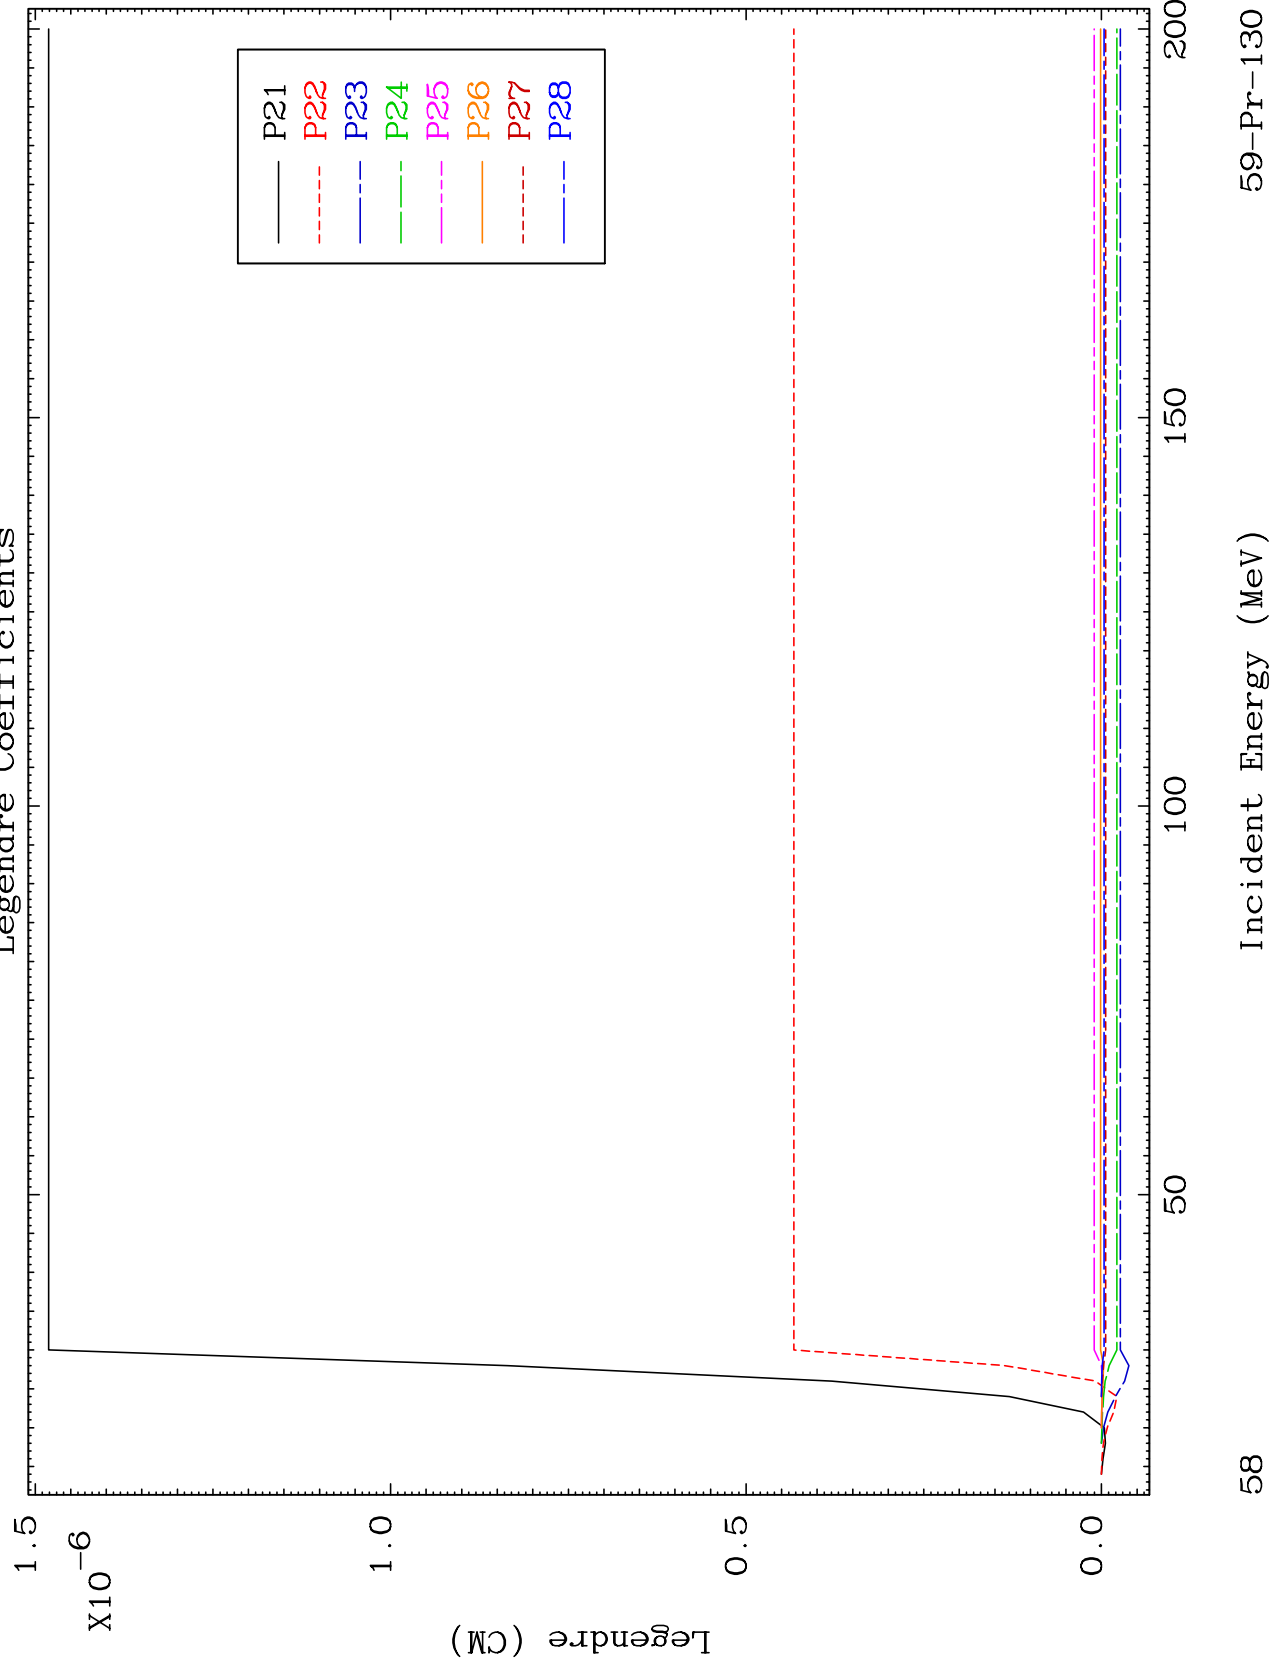 Legendre Coefficients
1.5
X10-6
1.0
0.5
0.0
Legendre (CM)
P21
P22
P23
P24
P25
P26
P27
P28
50
100
150
200
58
Incident Energy (MeV)
59-Pr-130